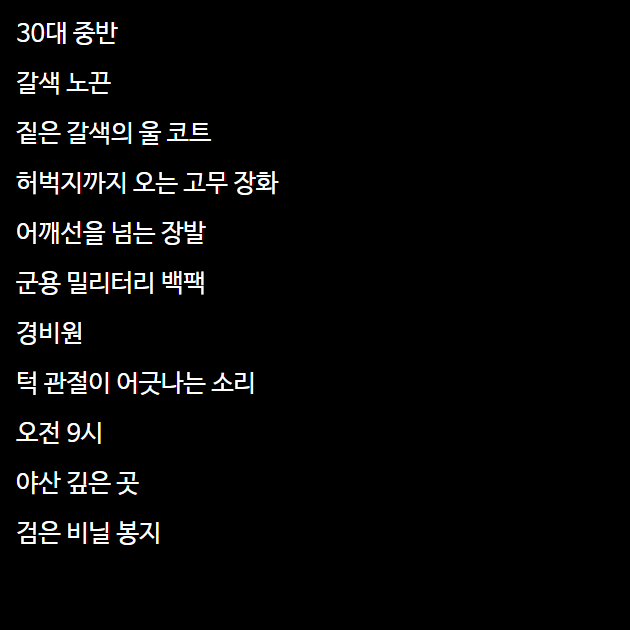 30대 중반
갈색 노끈
짙은 갈색의 울 코트
허벅지까지 오는 고무 장화
어깨선을 넘는 장발
군용 밀리터리 백팩
경비원
턱 관절이 어긋나는 소리
오전 9시
야산 깊은 곳
검은 비닐 봉지